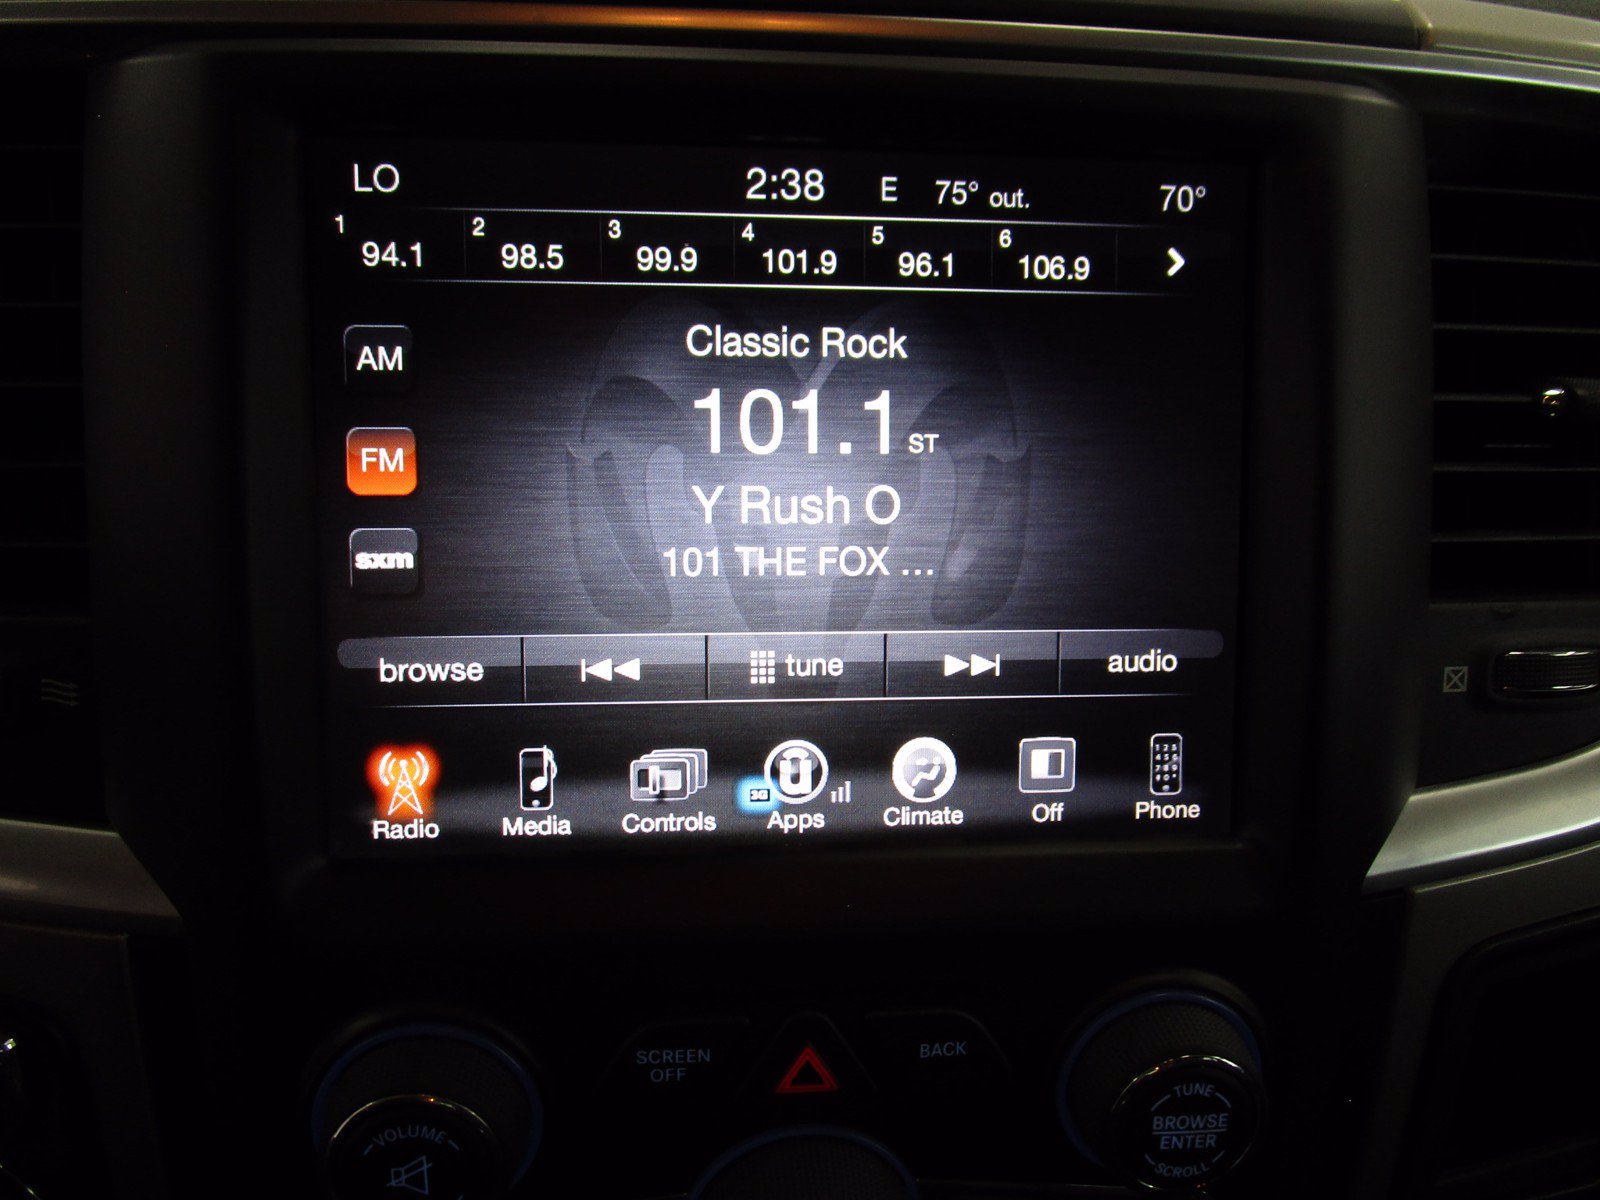 LO 2:38 E 75° out. 70°
1 94.1 2 98.5 3 99.9 4 101.9 5 96.1 6 106.9
AM
Classic Rock
101.1 ST
FM
Y Rush O
101 THE FOX ...
sxm
browse tune audio
Radio Media Controls 3G Apps Climate Off Phone
SCREEN OFF
BACK
VOLUME
TUNE
BROWSE
ENTER
SCROLL